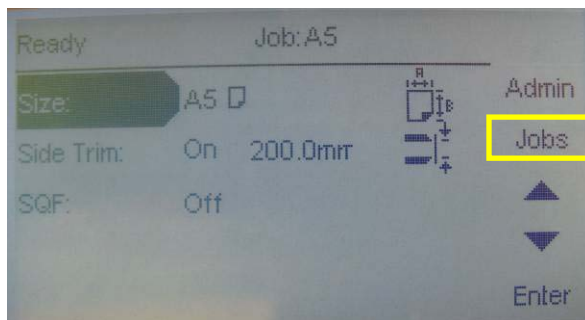 Ready Job: A5
Size: A5
Side Trim: On 200.0mm
SQF: Off
A
B
Admin
Jobs
Enter